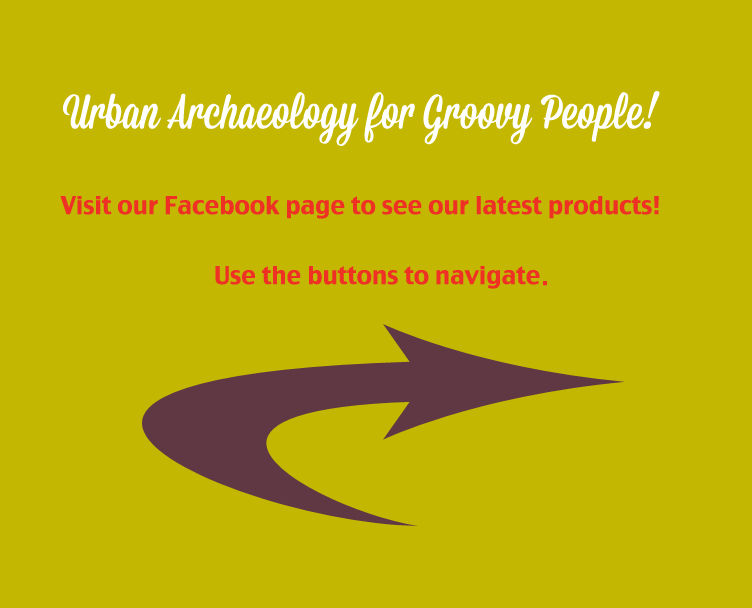 Urban Archaeology for Groovy People!
Visit our Facebook page to see our latest products!
Use the buttons to navigate.